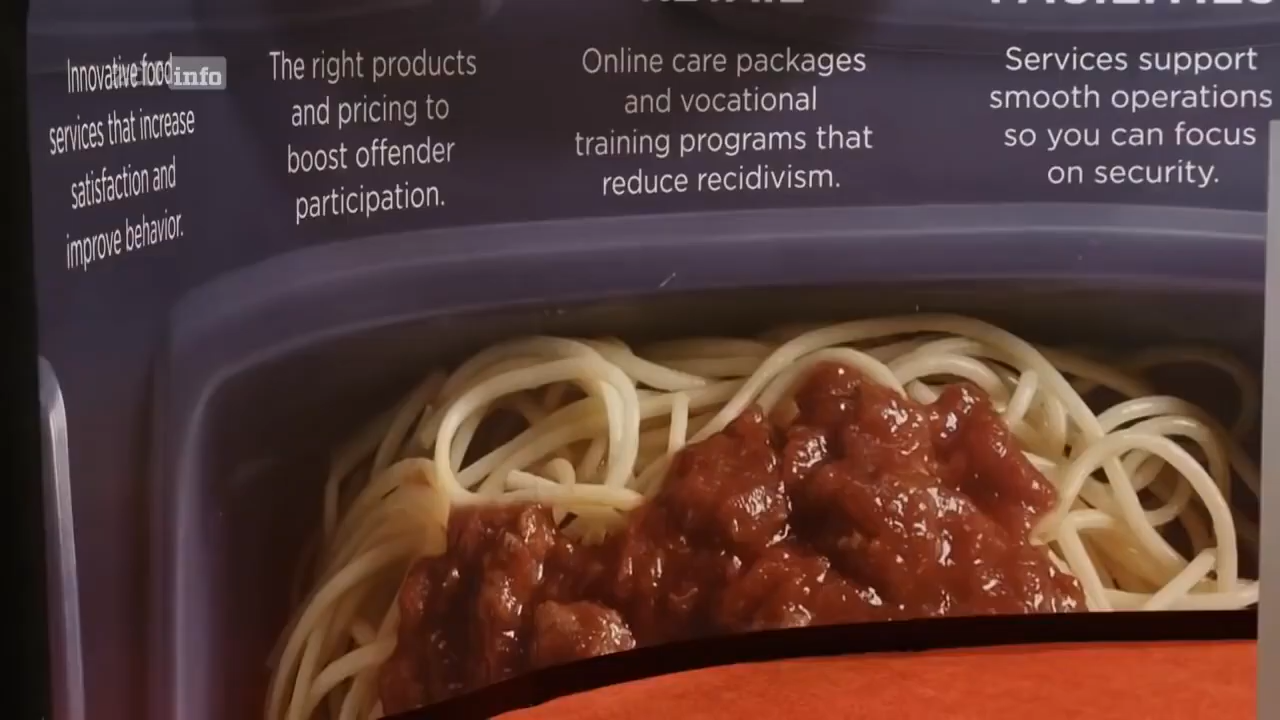 FACILITIES
Innovative food
services that increase
satisfaction and
improve behavior.
info
The right products
and pricing to
boost offender
participation.
Online care packages
and vocational
training programs that
reduce recidivism.
Services support
smooth operations
so you can focus
on security.